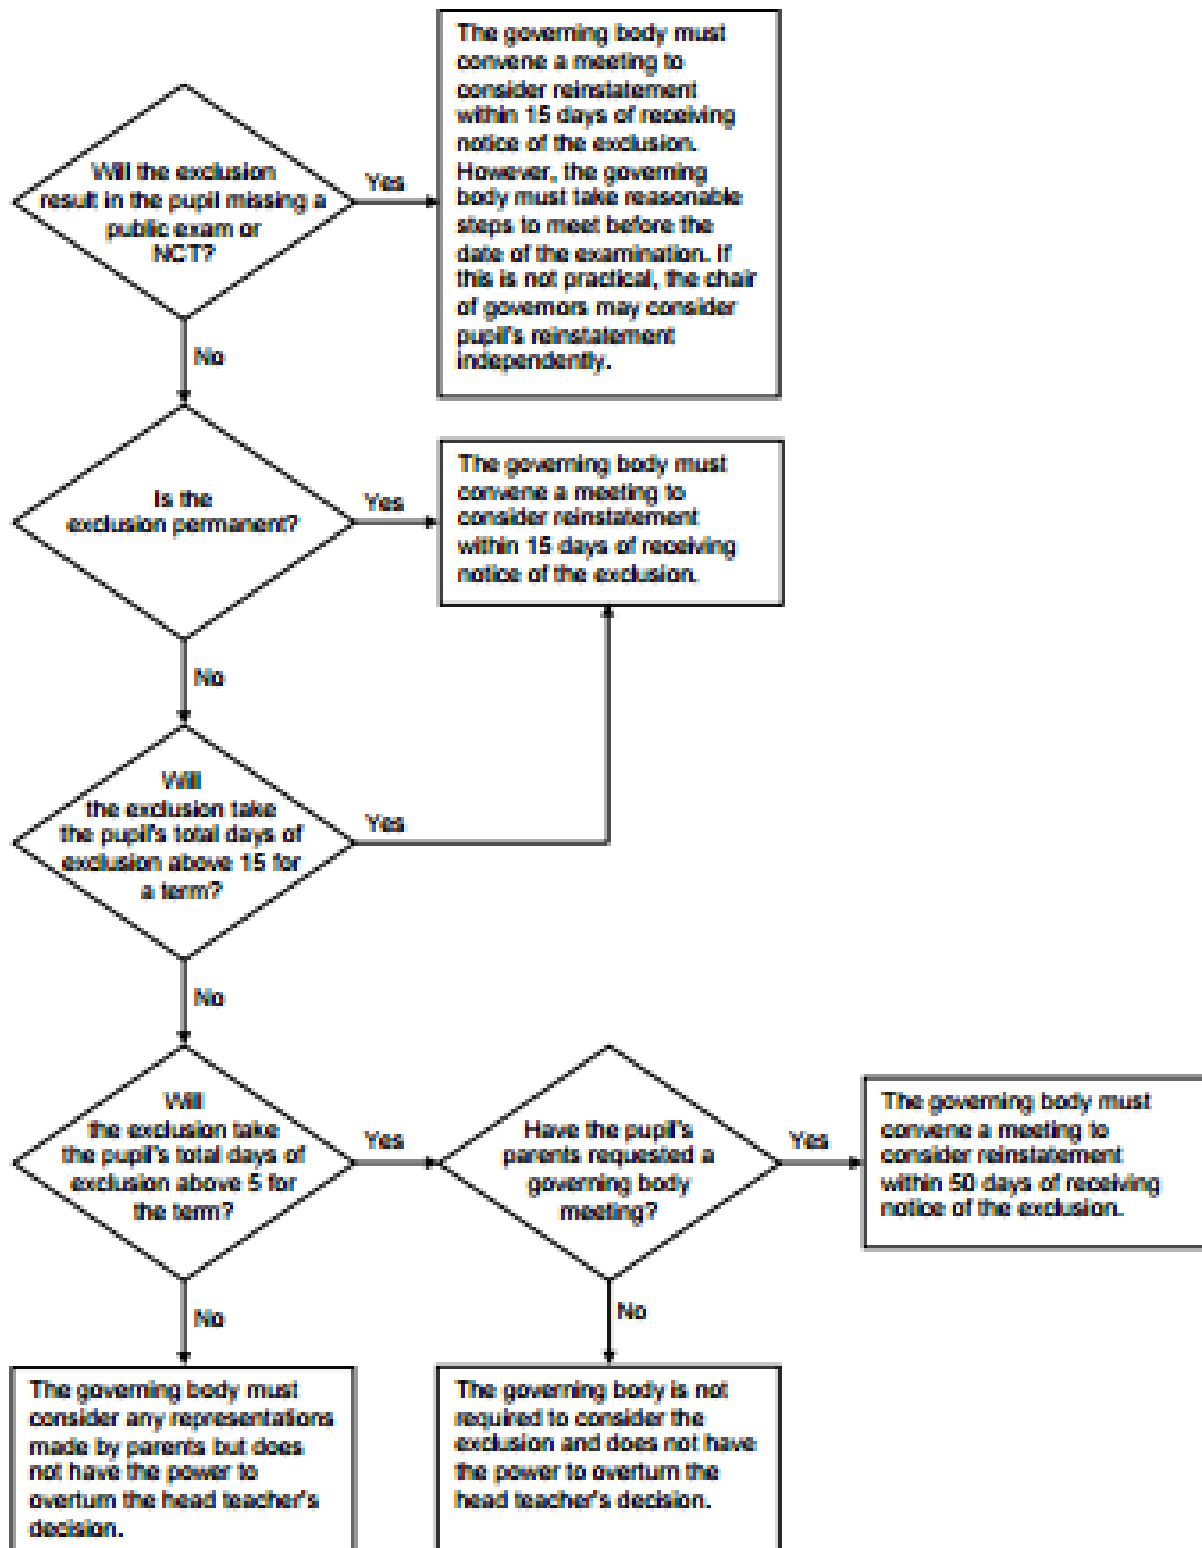 The governing body must
convene a meeting to
consider reinstatement
within 15 days of receiving
notice of the exclusion.
However, the governing
body must take reasonable
steps to meet before the
date of the examination. If
this is not practical, the chair
of governors may consider
pupil's reinstatement
independently.
Will the exclusion
result in the pupil missing a
public exam or
NCT?
Yes
No
Is the
exclusion permanent?
Yes
The governing body must
convene a meeting to
consider reinstatement
within 15 days of receiving
notice of the exclusion.
No
Will
the exclusion take
the pupil's total days of
exclusion above 15 for
a term?
Yes
No
Will
the exclusion take
the pupil's total days of
exclusion above 5 for
the term?
Yes
Have the pupil's
parents requested a
governing body
meeting?
Yes
The governing body must
convene a meeting to
consider reinstatement
within 50 days of receiving
notice of the exclusion.
No
No
The governing body must
consider any representations
made by parents but does
not have the power to
overturn the head teacher's
decision.
The governing body is not
required to consider the
exclusion and does not have
the power to overturn the
head teacher's decision.